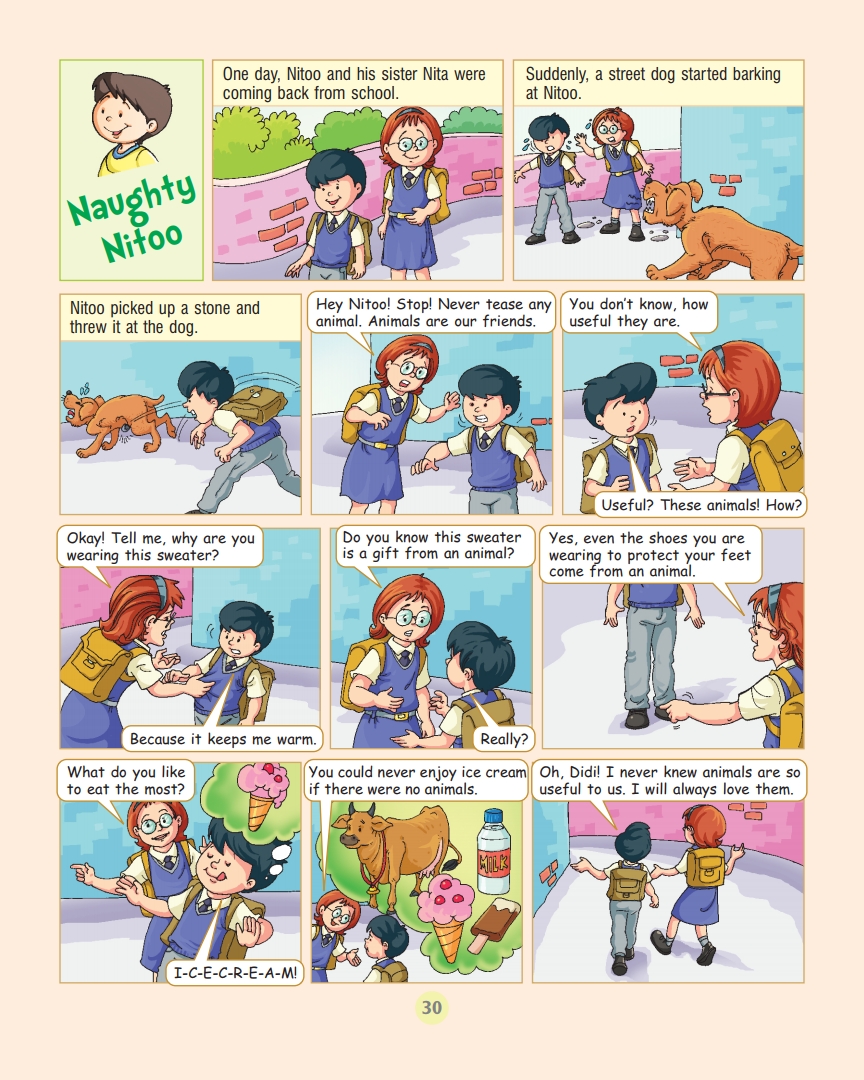 Naughty
Nitoo
One day, Nitoo and his sister Nita were
coming back from school.
Suddenly, a street dog started barking
at Nitoo.
Nitoo picked up a stone and
threw it at the dog.
Hey Nitoo! Stop! Never tease any
animal. Animals are our friends.
You don't know, how
useful they are.
Useful? These animals! How?
Okay! Tell me, why are you
wearing this sweater?
Because it keeps me warm.
Do you know this sweater
is a gift from an animal?
Really?
Yes, even the shoes you are
wearing to protect your feet
come from an animal.
What do you like
to eat the most?
I-C-E-C-R-E-A-M!
You could never enjoy ice cream
if there were no animals.
MILK
Oh, Didi! I never knew animals are so
useful to us. I will always love them.
30